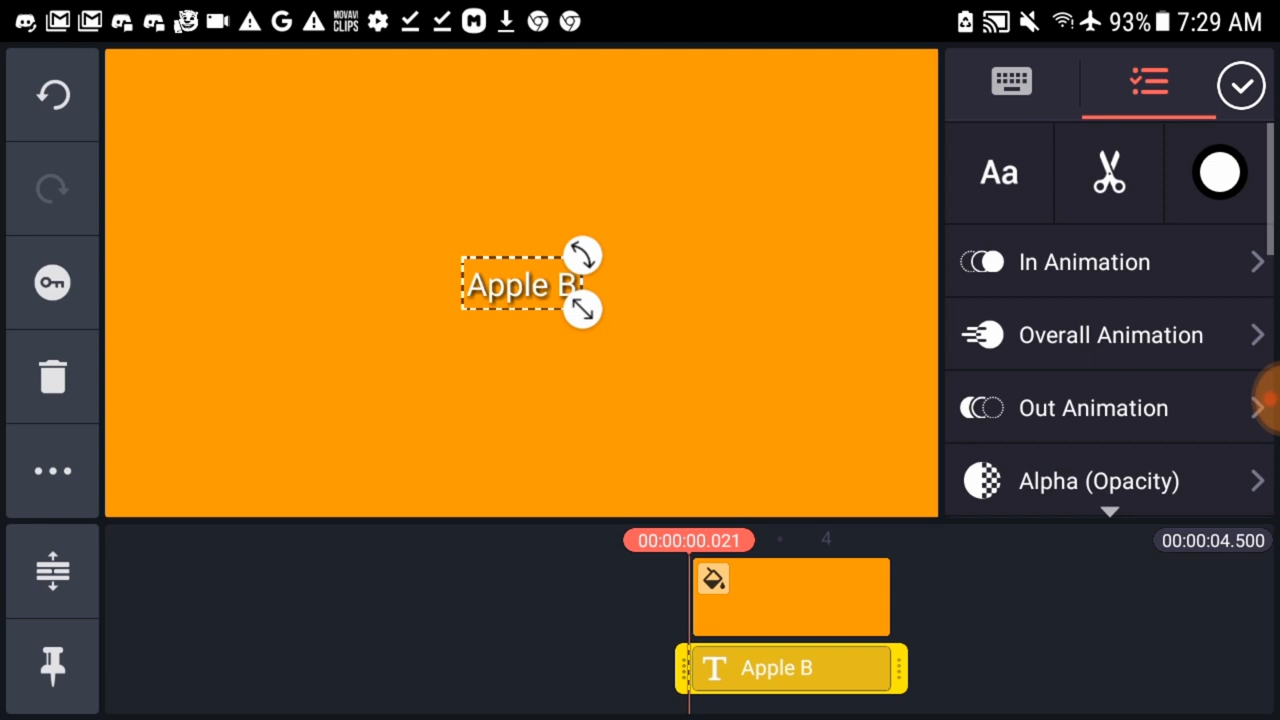 MOVAVI
CLIPS
93% 7:29 AM
Aa
In Animation
Apple B
Overall Animation
Out Animation
Alpha (Opacity)
00:00:00.021
4
00:00:04.500
T Apple B